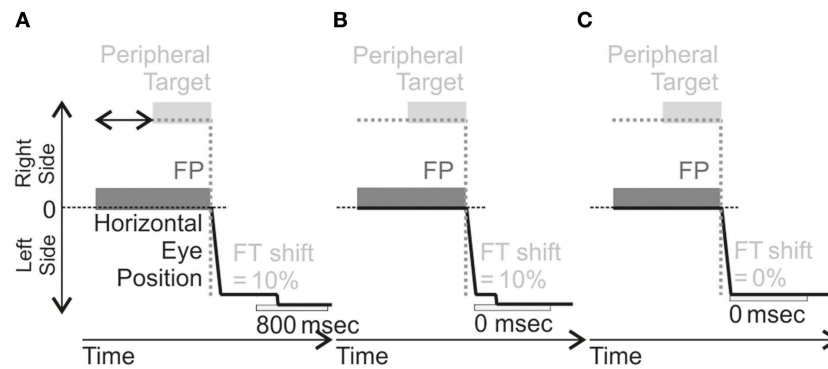 A
Peripheral
Target
Right
Side
FP
0
Left
Side
Horizontal
Eye
Position
FT shift
= 10%
800 msec
Time
B
Peripheral
Target
FP
FT shift
= 10%
0 msec
Time
C
Peripheral
Target
FP
FT shift
= 0%
0 msec
Time